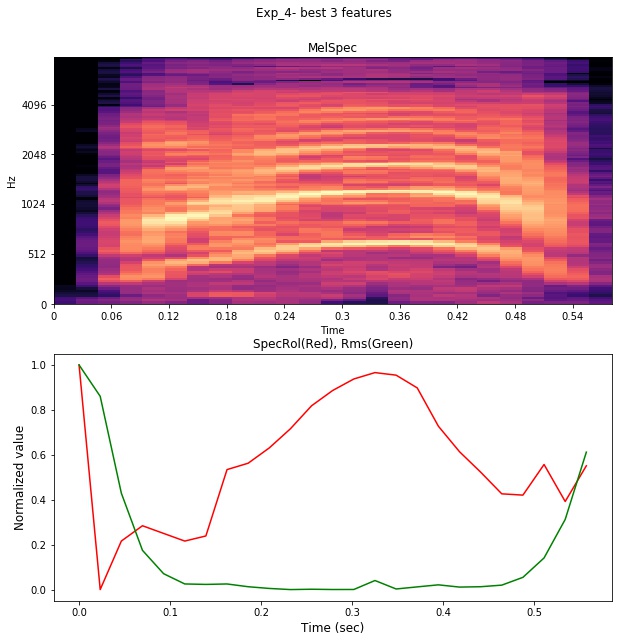 Exp_4- best 3 features
MelSpec
4096
2048
1024
512
0
Hz
0 0.06 0.12 0.18 0.24 0.3 0.36 0.42 0.48 0.54
Time
SpecRol(Red), Rms(Green)
1.0
0.8
0.6
0.4
0.2
0.0
Normalized value
0.0 0.1 0.2 0.3 0.4 0.5
Time (sec)